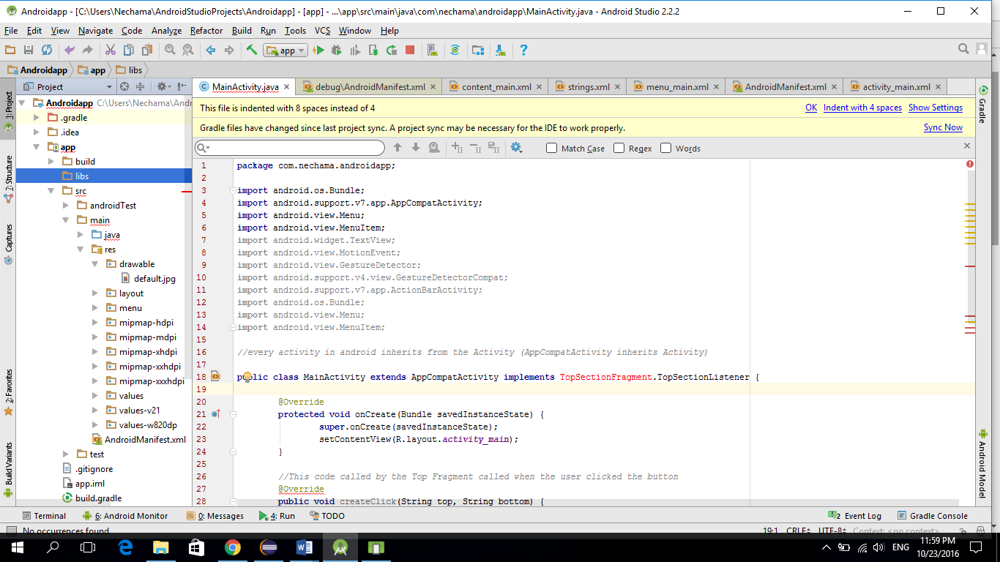 Androidapp - [C:\Users\Nechama\AndroidStudioProjects\Androidapp] - [app] - ...\app\src\main\java\com\nechama\androidapp\MainActivity.java - Android Studio 2.2.2
File Edit View Navigate Code Analyze Refactor Build Run Tools VCS Window Help
app
Androidapp app libs
Project
MainActivity.java debug\AndroidManifest.xml content_main.xml strings.xml menu_main.xml AndroidManifest.xml activity_main.xml
1: Project
7: Structure
Captures
2: Favorites
Build Variants
Androidapp C:\Users\Nechama\Andr
.gradle
.idea
app
build
libs
src
androidTest
main
java
res
drawable
default.jpg
layout
menu
mipmap-hdpi
mipmap-mdpi
mipmap-xhdpi
mipmap-xxhdpi
mipmap-xxxhdpi
values
values-v21
values-w820dp
AndroidManifest.xml
test
.gitignore
app.iml
build.gradle
This file is indented with 8 spaces instead of 4 OK Indent with 4 spaces Show Settings
Gradle files have changed since last project sync. A project sync may be necessary for the IDE to work properly. Sync Now
Match Case Regex Words
1 package com.nechama.androidapp;
2
3 import android.os.Bundle;
4 import android.support.v7.app.AppCompatActivity;
5 import android.view.Menu;
6 import android.view.MenuItem;
7 import android.widget.TextView;
8 import android.view.MotionEvent;
9 import android.view.GestureDetector;
10 import android.support.v4.view.GestureDetectorCompat;
11 import android.support.v7.app.ActionBarActivity;
12 import android.os.Bundle;
13 import android.view.Menu;
14 import android.view.MenuItem;
15
16 //every activity in android inherits from the Activity (AppCompatActivity inherits Activity)
17
18 public class MainActivity extends AppCompatActivity implements TopSectionFragment.TopSectionListener {
19
20 @Override
21 protected void onCreate(Bundle savedInstanceState) {
22 super.onCreate(savedInstanceState);
23 setContentView(R.layout.activity_main);
24 }
25
26 //This code called by the Top Fragment called when the user clicked the button
27 @Override
28 public void createClick(String top, String bottom) {
Gradle
Android Model
Terminal 6: Android Monitor 0: Messages 4: Run TODO 2 Event Log Gradle Console
No occurrences found 19:1 CRLF UTF-8 Context: <no context>
ENG
11:59 PM
10/23/2016